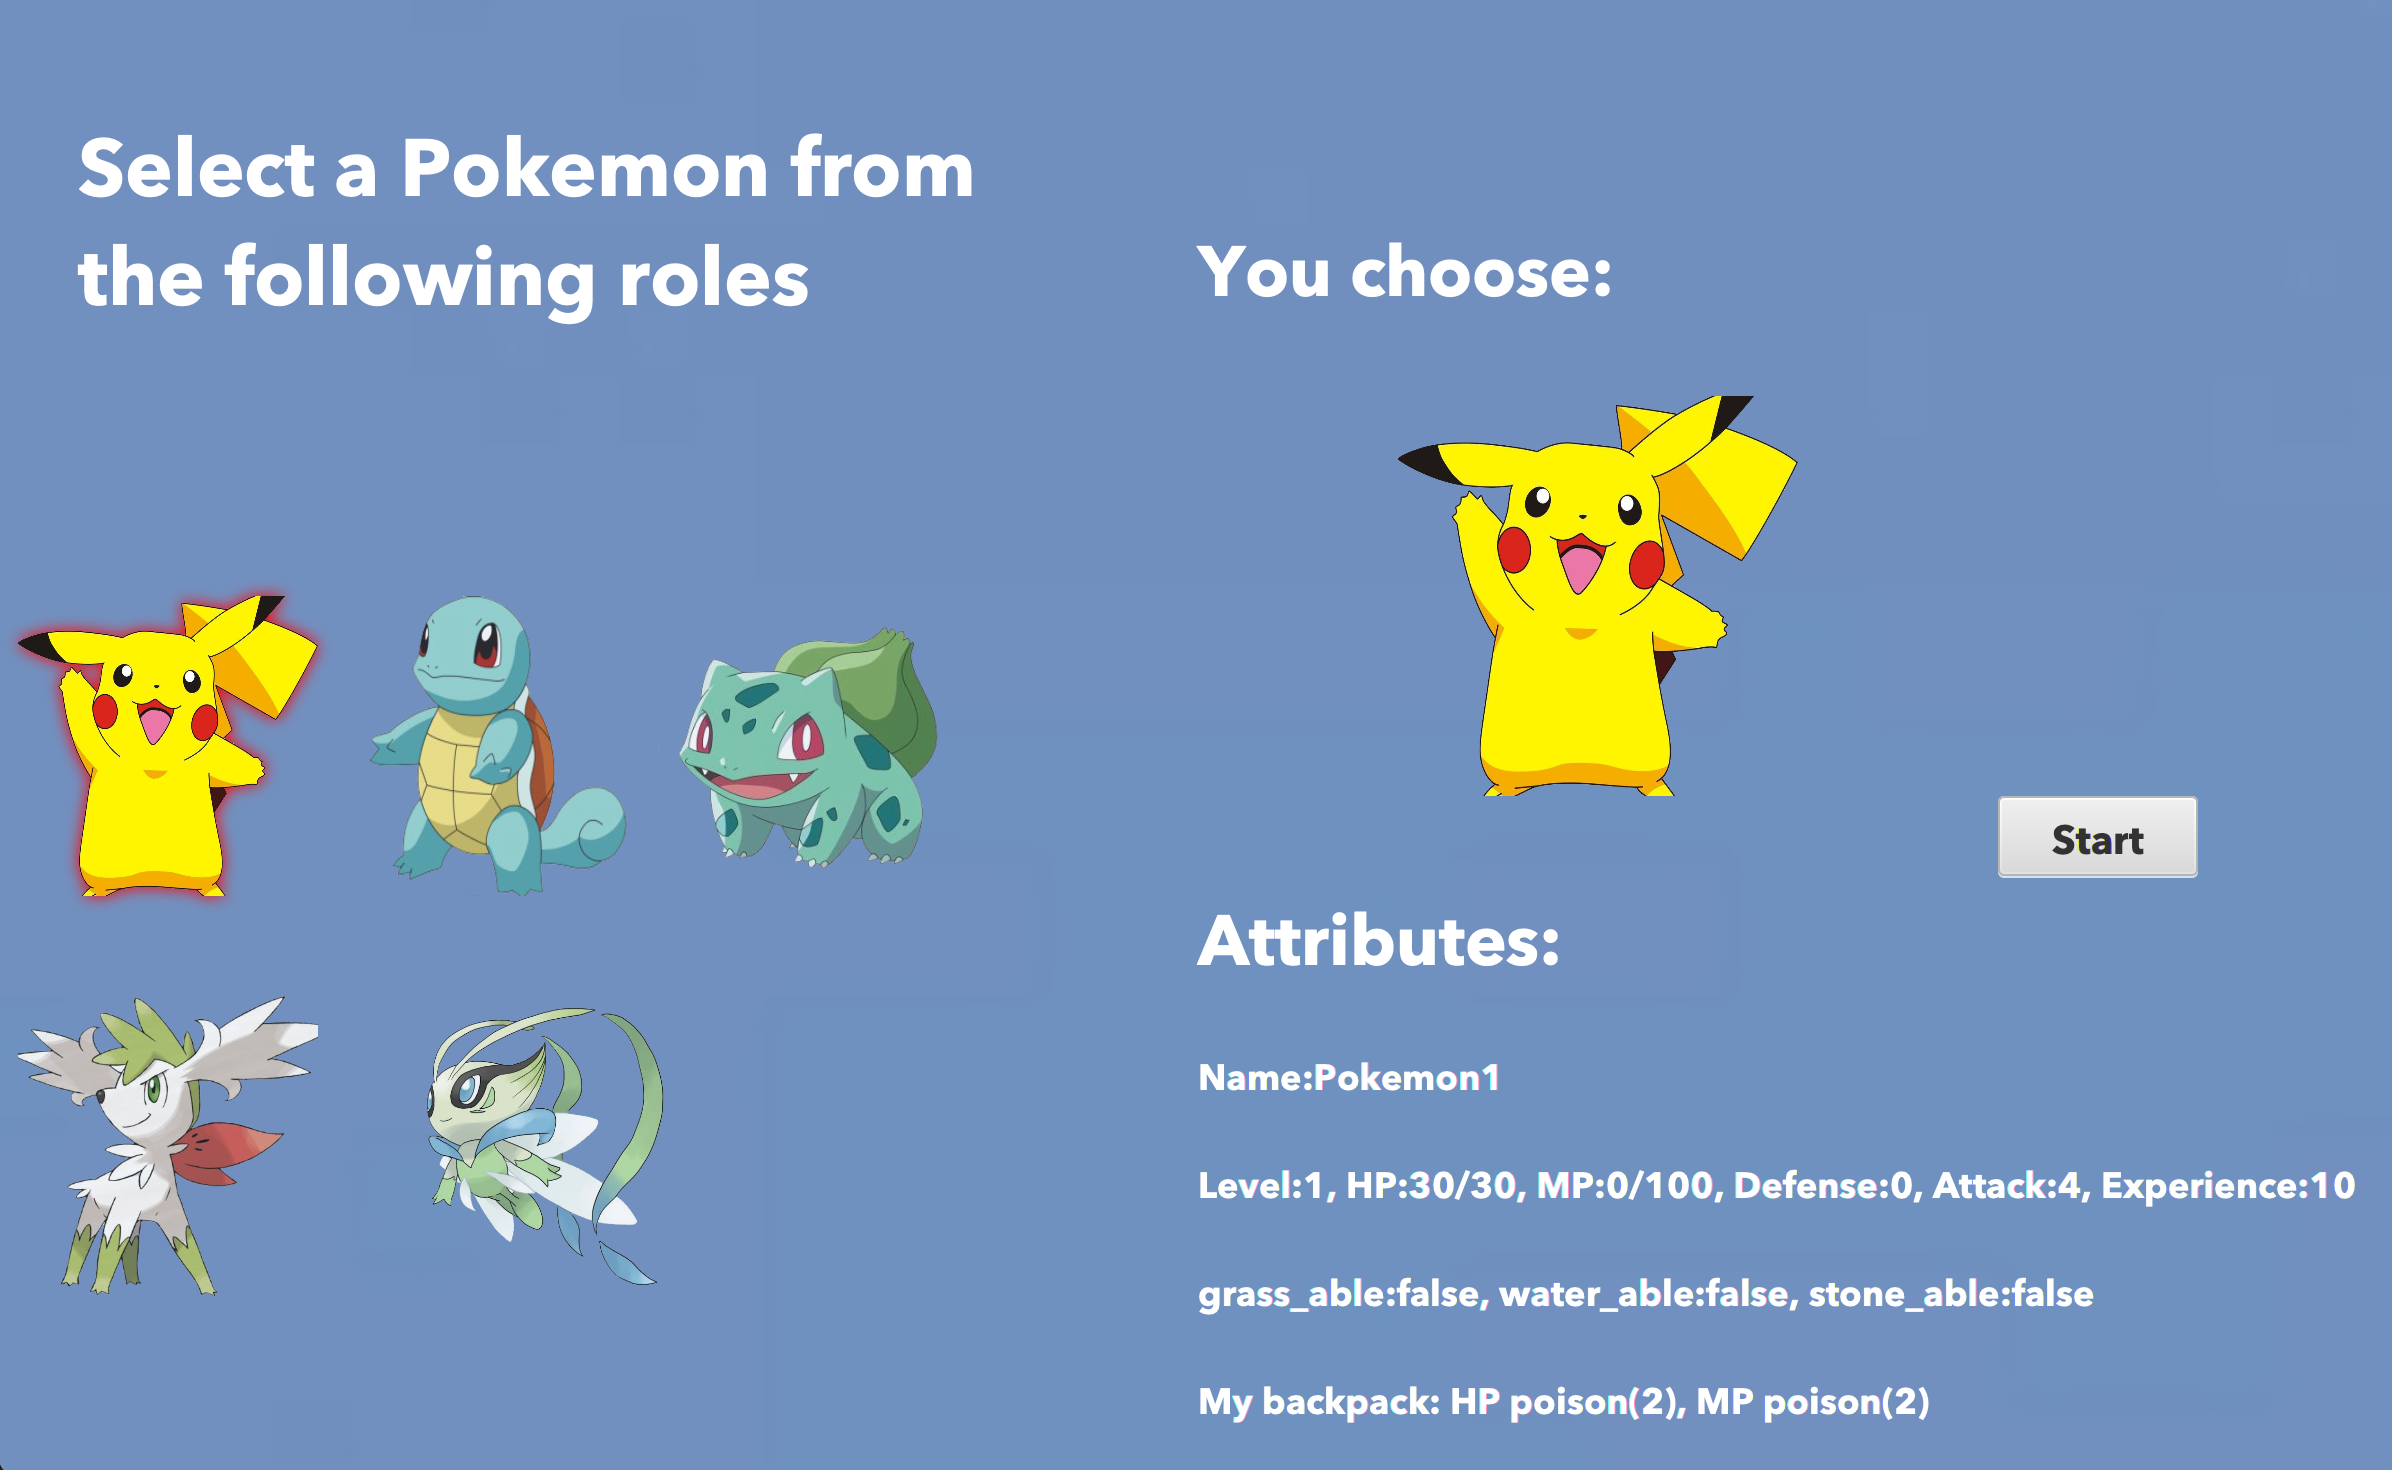 Select a Pokemon from
the following roles
You choose:
Start
Attributes:
Name:Pokemon1
Level:1, HP:30/30, MP:0/100, Defense:0, Attack:4, Experience:10
grass_able:false, water_able:false, stone_able:false
My backpack: HP poison(2), MP poison(2)